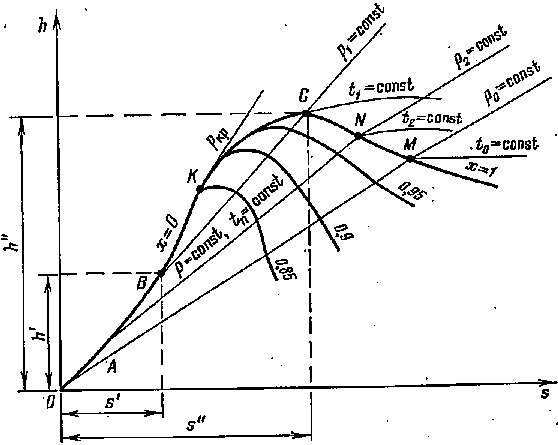 h
p₁=const
p₂=const
p₀=const
C
t₁=const
N
t₂=const
M
t₀=const
x=1
Pкр
0,95
K
p=const, tₙ=const
x=0
0,9
0,85
B
h"
h'
A
0
s
s'
s"